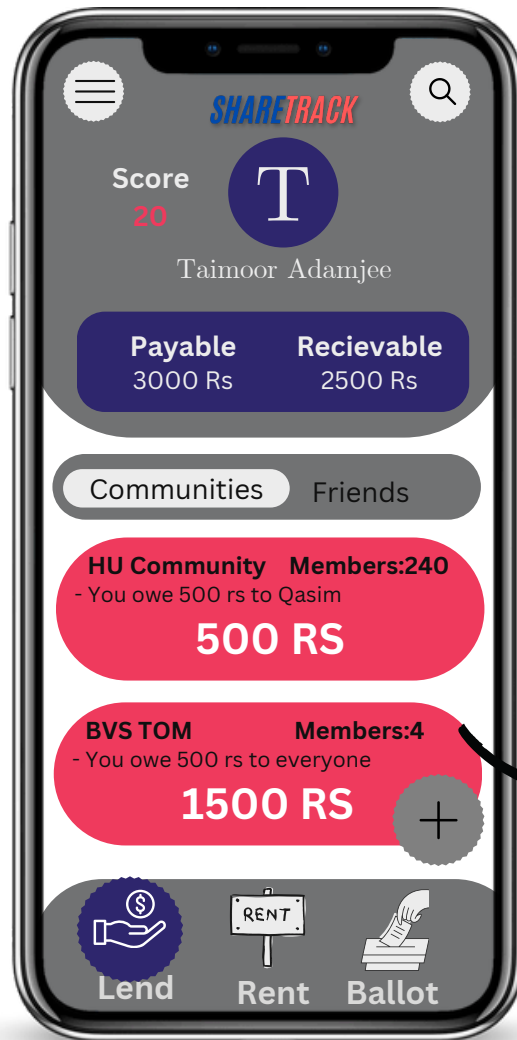 SHARETRACK
Score
20
T
Taimoor Adamjee
Payable Recievable
3000 Rs 2500 Rs
Communities Friends
HU Community Members:240
- You owe 500 rs to Qasim
500 RS
BVS TOM Members:4
- You owe 500 rs to everyone
1500 RS
$
RENT
Lend Rent Ballot